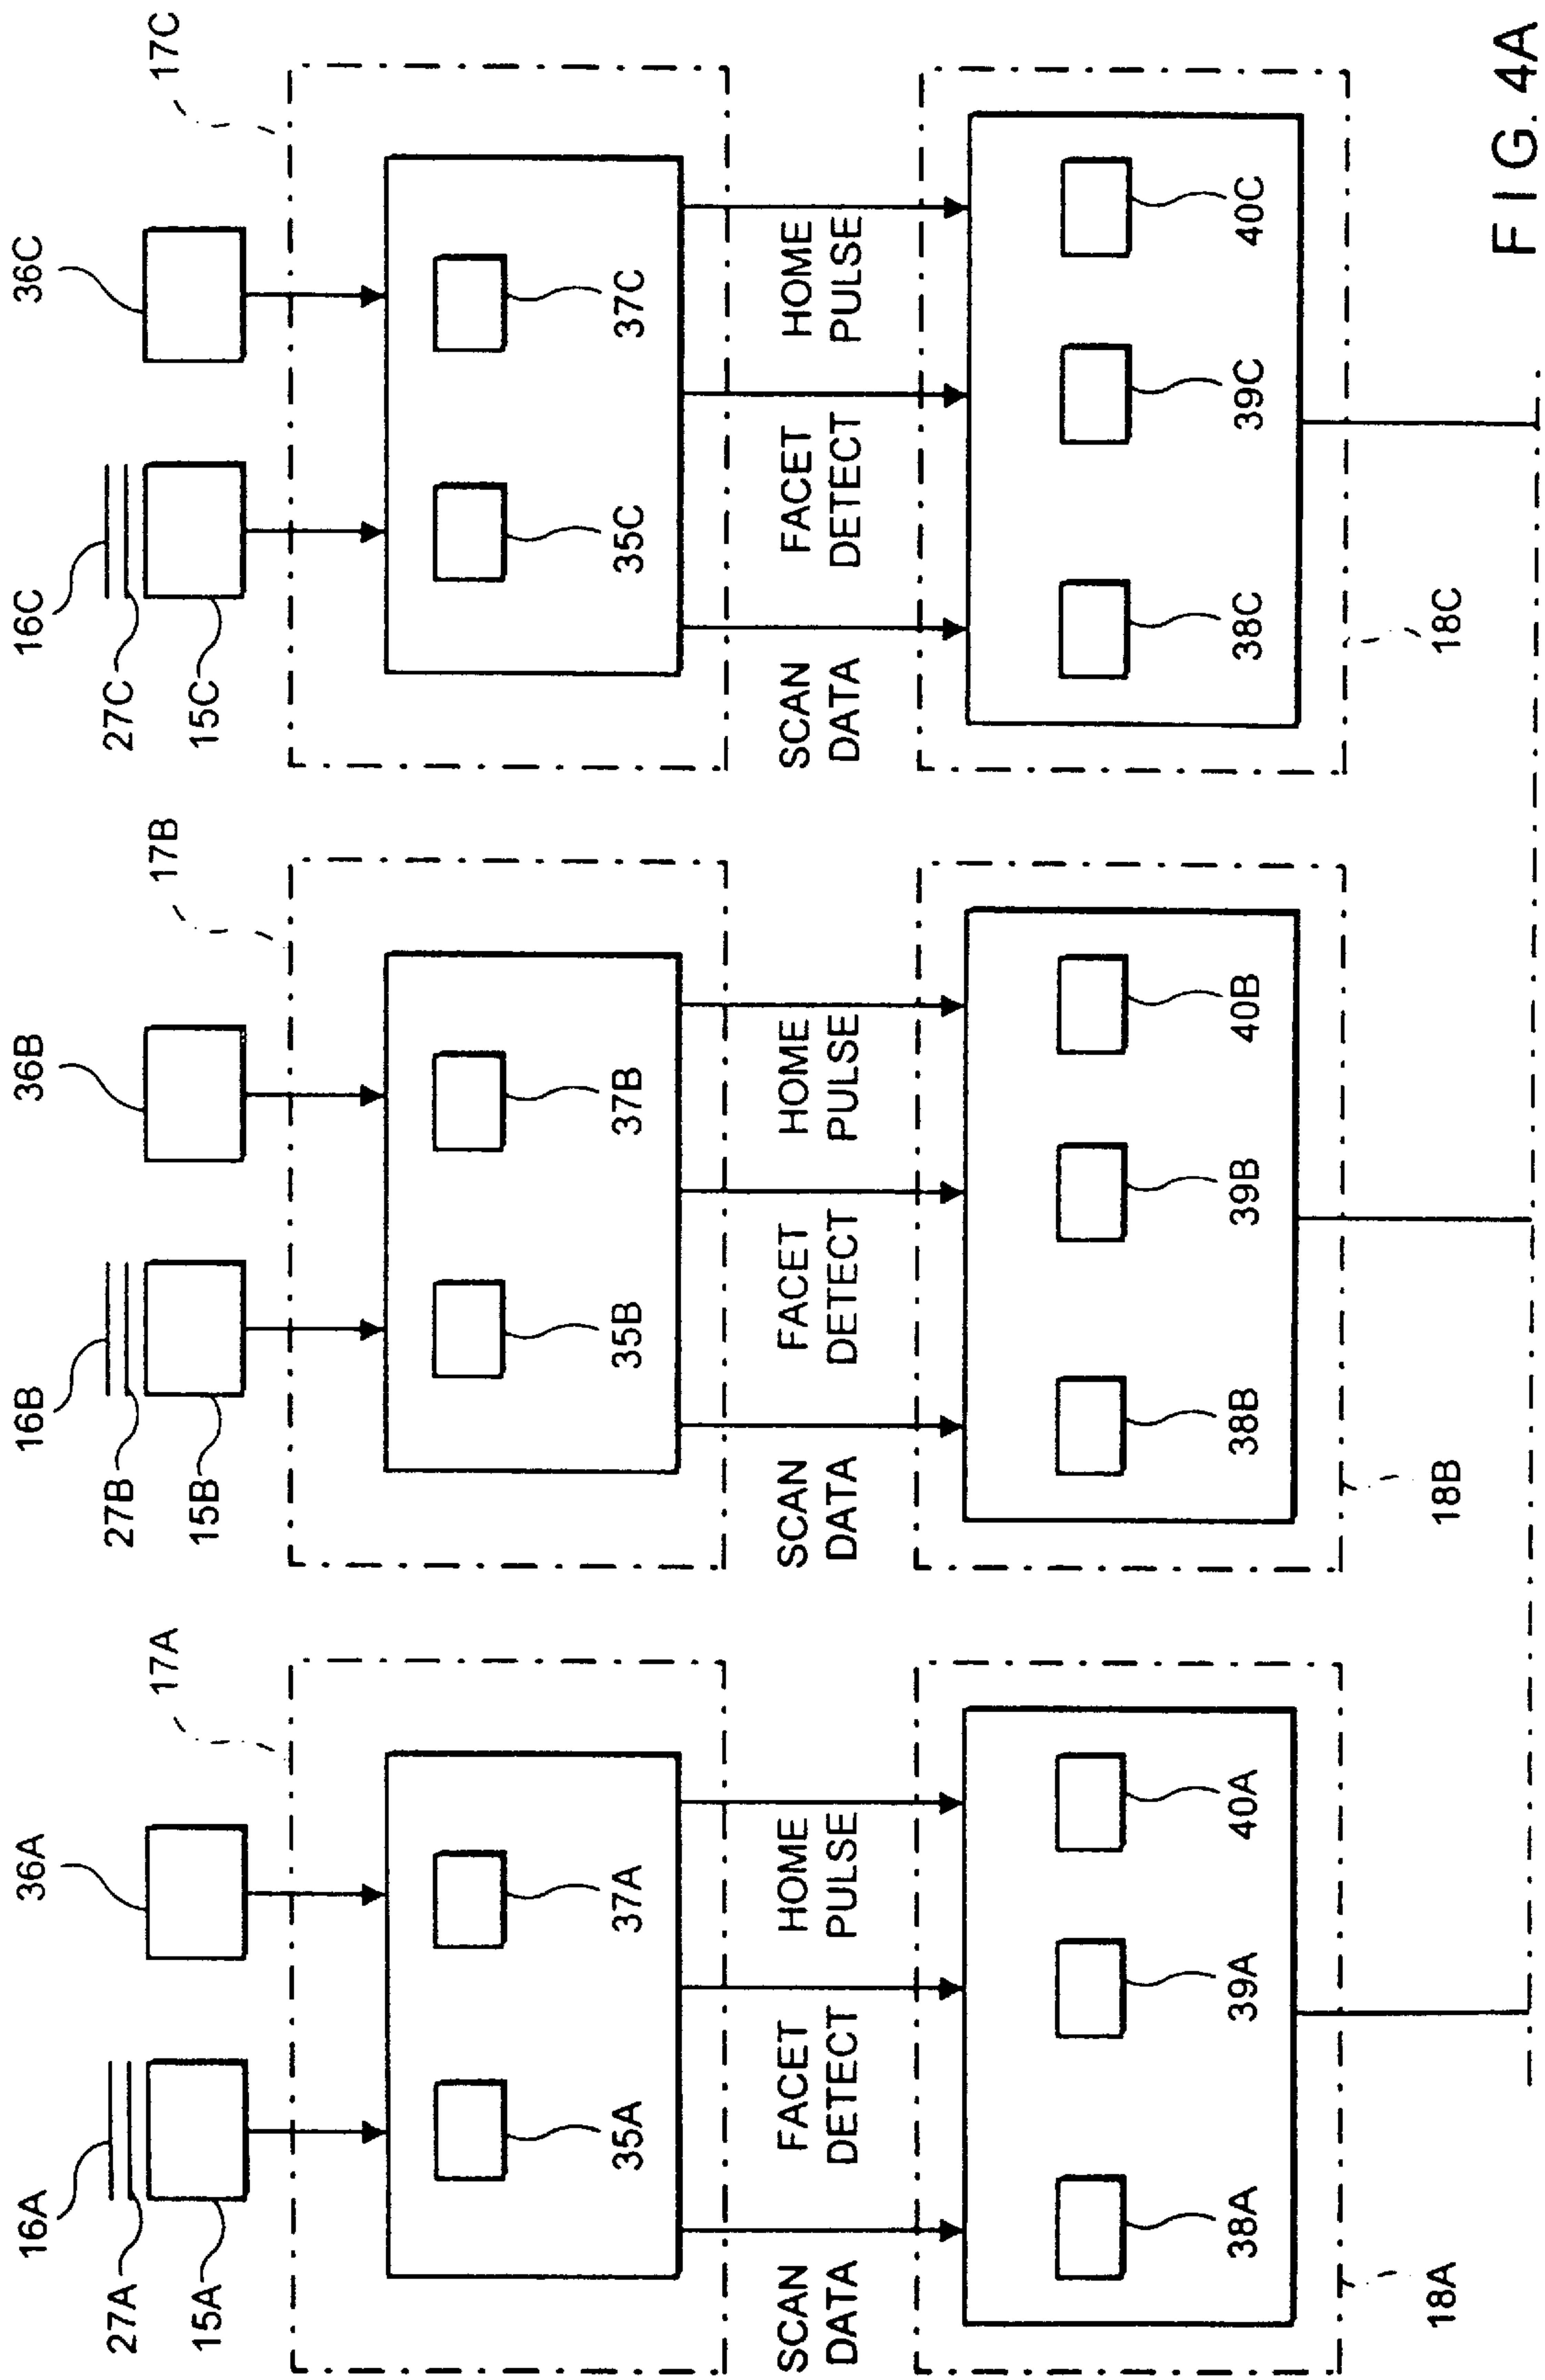 16A
27A
15A
36A
17A
35A
37A
SCAN
DATA
FACET
DETECT
HOME
PULSE
38A
39A
40A
18A
16B
27B
15B
36B
17B
35B
37B
SCAN
DATA
FACET
DETECT
HOME
PULSE
38B
39B
40B
18B
16C
27C
15C
36C
17C
35C
37C
SCAN
DATA
FACET
DETECT
HOME
PULSE
38C
39C
40C
18C
FIG. 4A